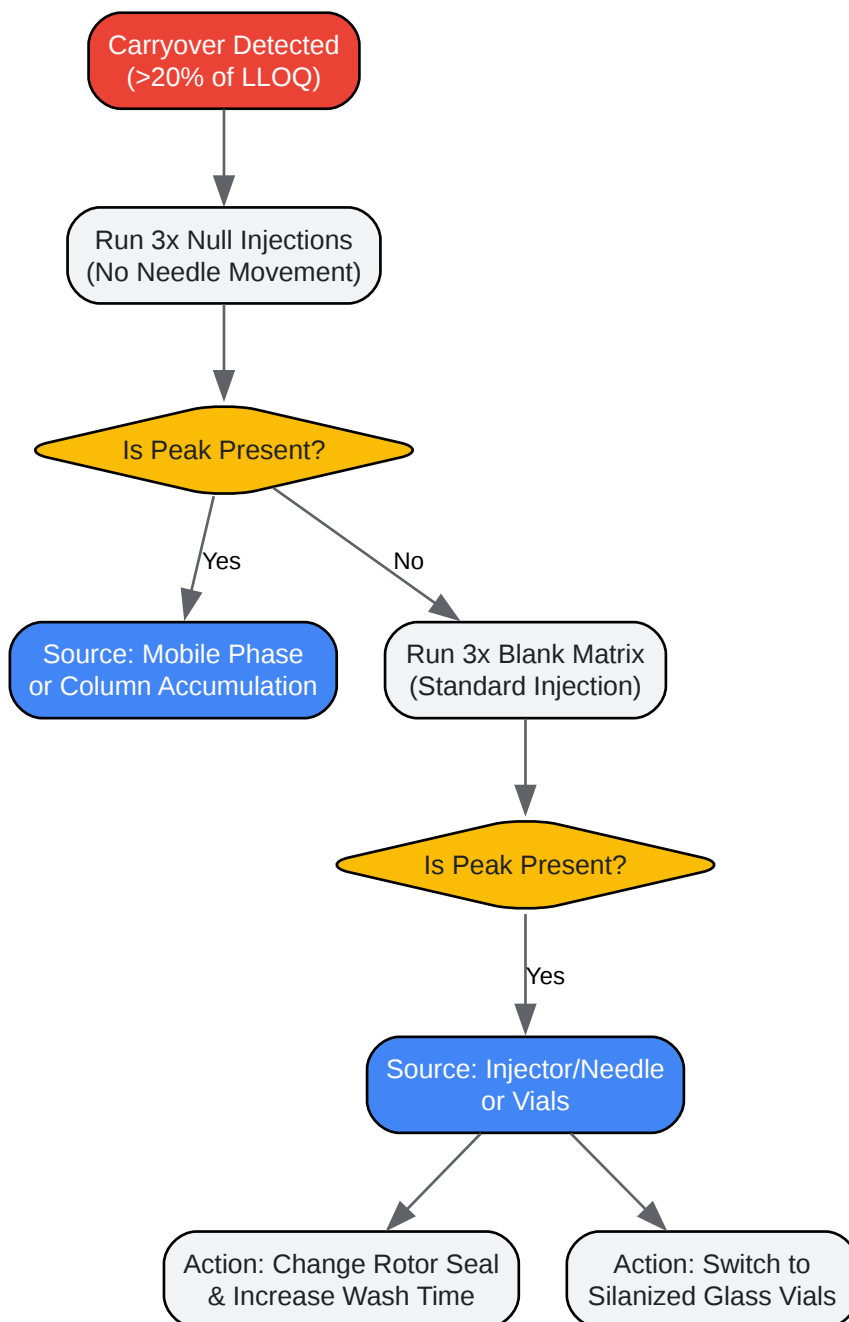 Carryover Detected
(>20% of LLOQ)
Run 3x Null Injections
(No Needle Movement)
Is Peak Present?
Yes
No
Source: Mobile Phase
or Column Accumulation
Run 3x Blank Matrix
(Standard Injection)
Is Peak Present?
Yes
Source: Injector/Needle
or Vials
Action: Change Rotor Seal
& Increase Wash Time
Action: Switch to
Silanized Glass Vials